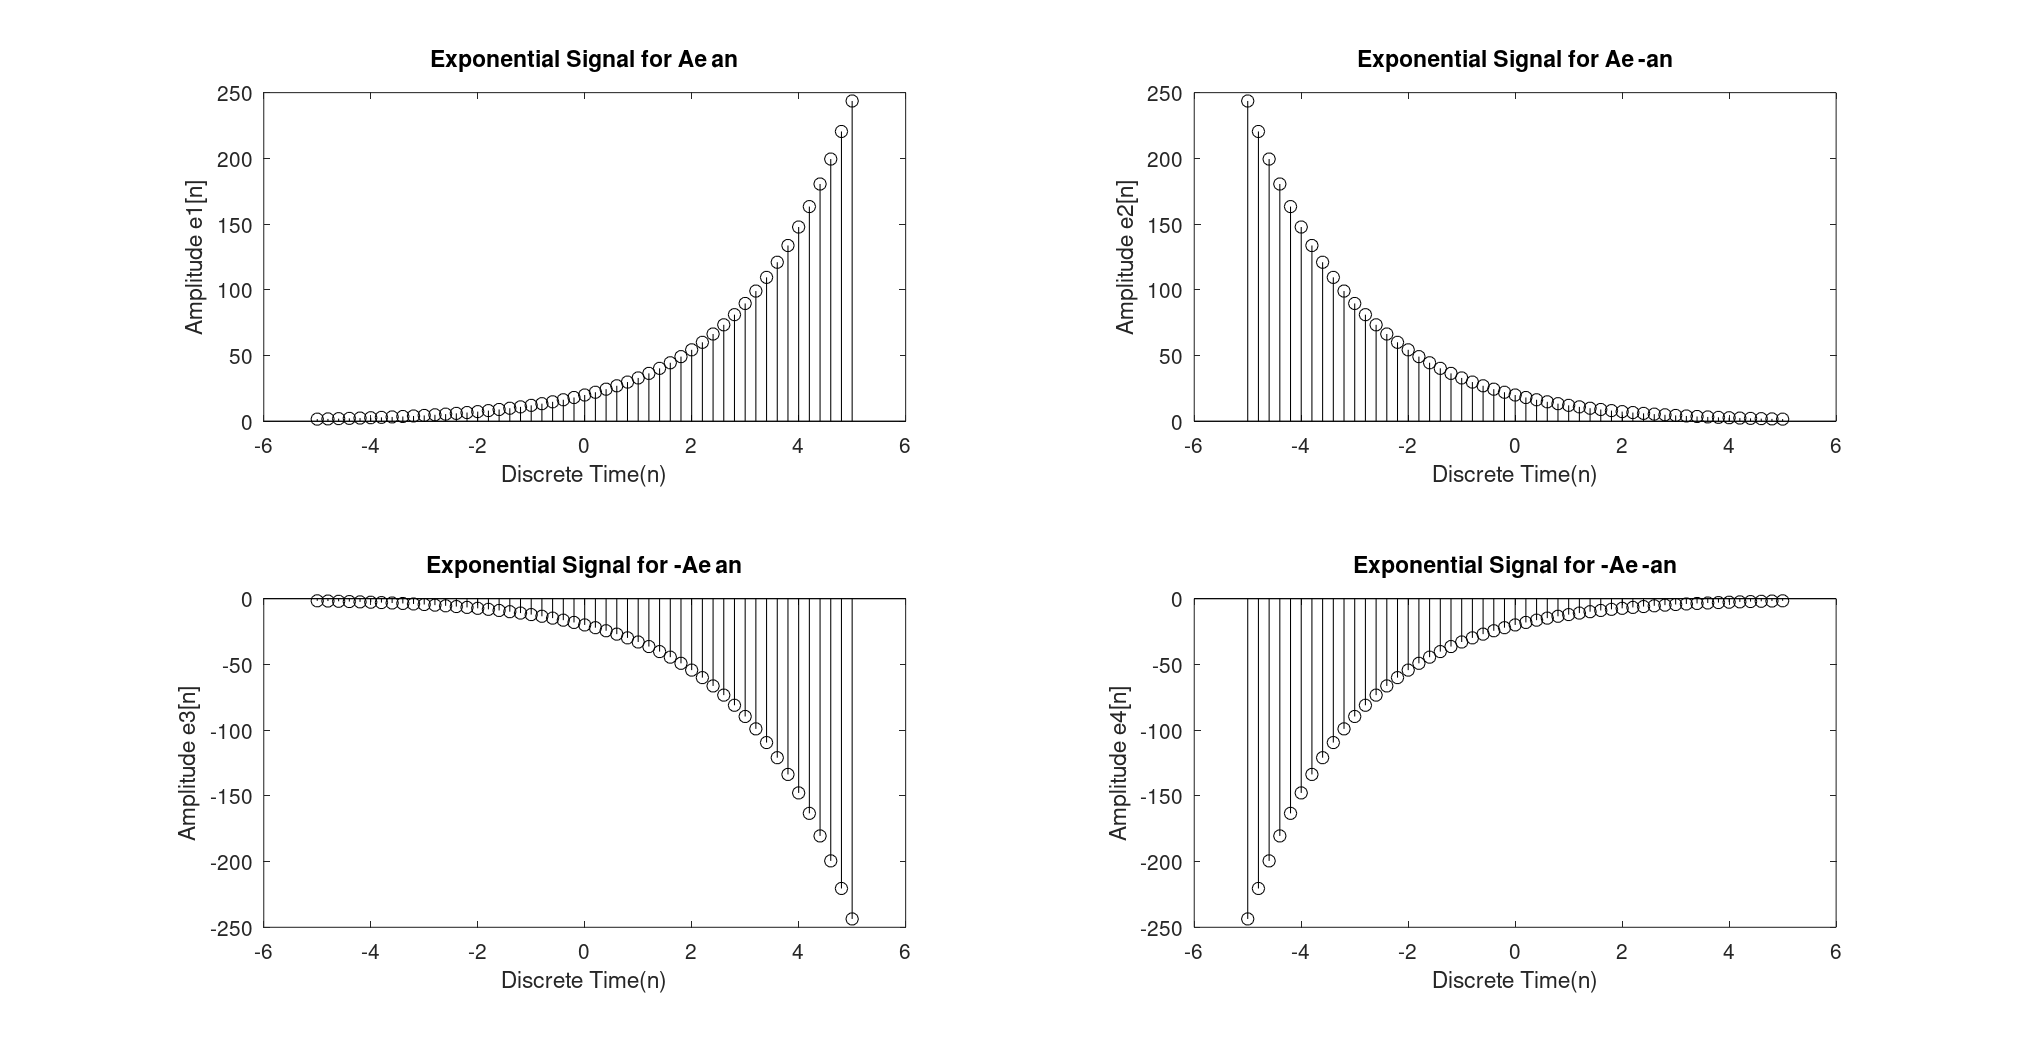 Exponential Signal for Ae an
250
200
150
100
50
0
-6 -4 -2 0 2 4 6
Amplitude e1[n]
Discrete Time(n)
Exponential Signal for Ae -an
250
200
150
100
50
0
-6 -4 -2 0 2 4 6
Amplitude e2[n]
Discrete Time(n)
Exponential Signal for -Ae an
0
-50
-100
-150
-200
-250
-6 -4 -2 0 2 4 6
Amplitude e3[n]
Discrete Time(n)
Exponential Signal for -Ae -an
0
-50
-100
-150
-200
-250
-6 -4 -2 0 2 4 6
Amplitude e4[n]
Discrete Time(n)